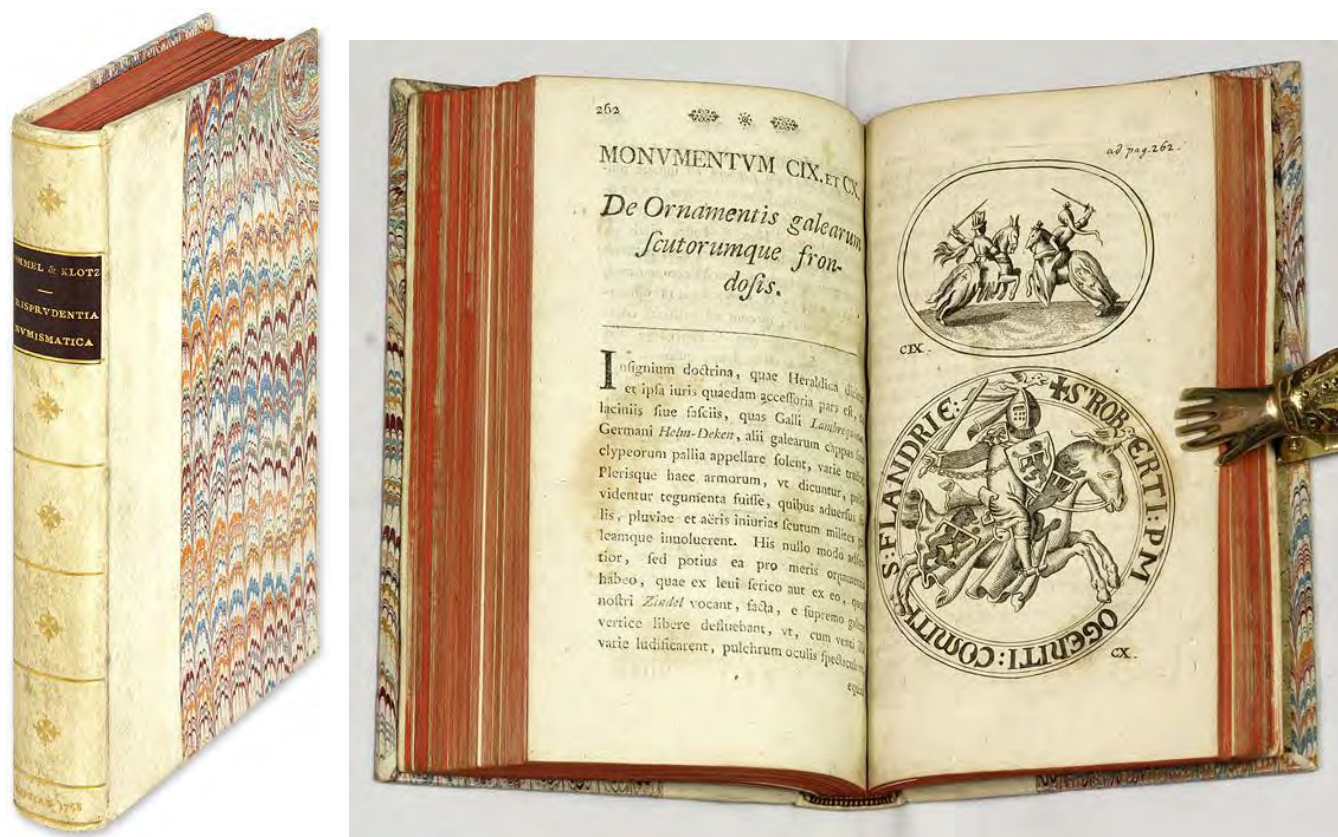 OMMEL & KLOTZ
RISPRVDENTIA
NVMISMATICA
1768
262
MONVMENTVM CIX. ET CX.
De Ornamentis galearum
ſcutorumque fron-
doſis.
Inſignium doctrina, quae Heraldica
et ipſa iuris quaedam acceſſoria pars eſt,
laciniis ſiue faſciis, quas Galli
Germani Helm-Deken, alii galearum cappas
clypeorum pallia appellare ſolent, varie
Plerisque haec armorum, vt dicuntur,
videntur tegumenta fuiſſe, quibus aduerſus
lis, pluviae et aëris iniurias ſcutum milites
leamque inuoluerent. His nullo modo
tior, ſed potius ea pro meris
habeo, quae ex leui ſerico aut ex eo,
noſtri Zindel vocant, facta, e ſupremo
vertice libere defluebant, vt, cum venti
varie ludificarent, pulchrum oculis
ad pag. 262.
CIX.
✝S'ROBERTI:PMOGENITI:COMITIS:FLANDRIE:
CX.